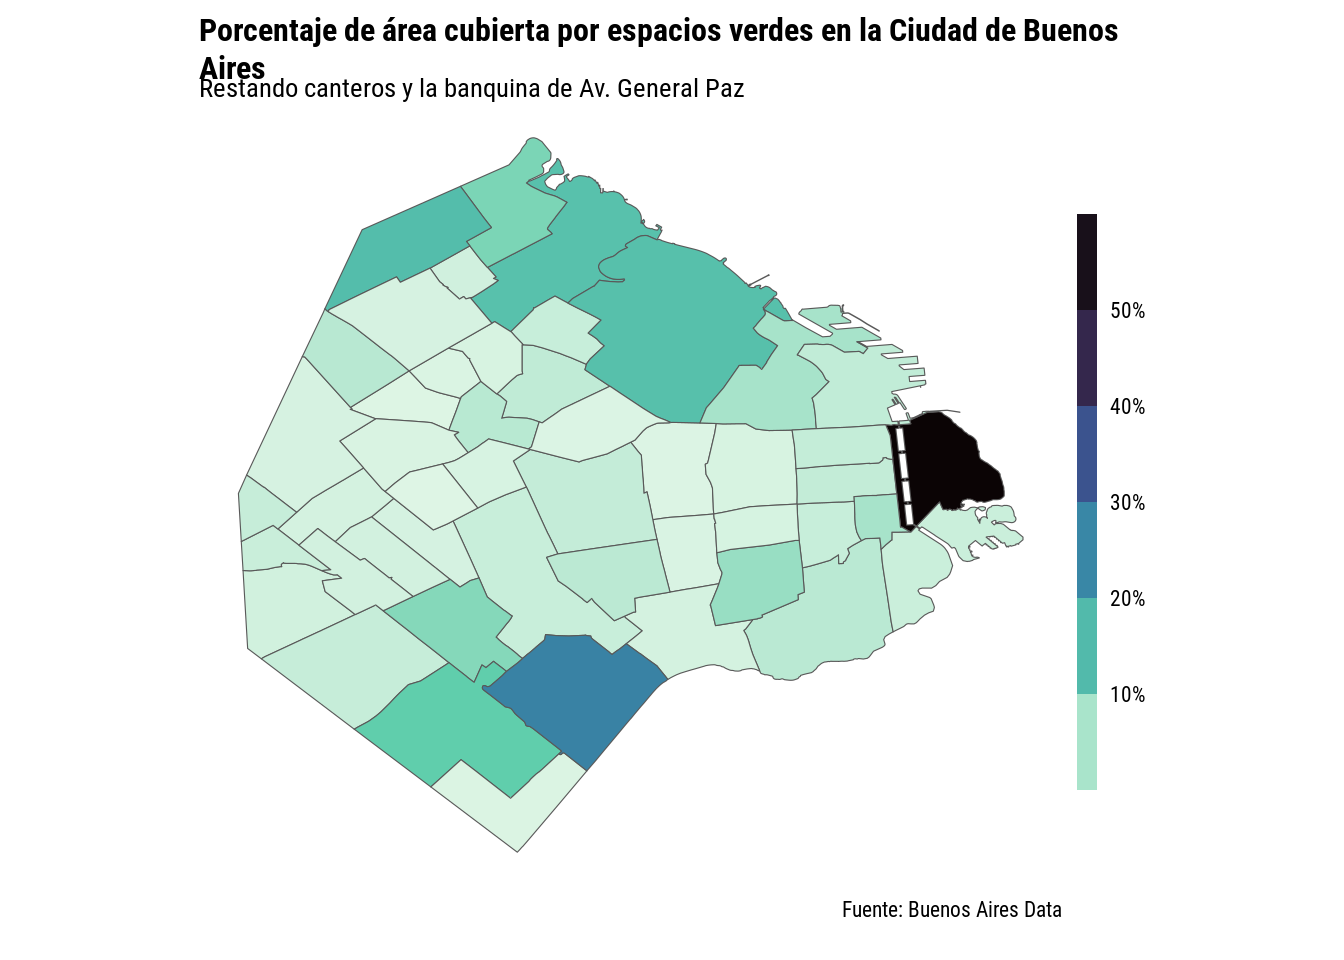 Porcentaje de área cubierta por espacios verdes en la Ciudad de Buenos
Aires
Restando canteros y la banquina de Av. General Paz
50%
40%
30%
20%
10%
Fuente: Buenos Aires Data